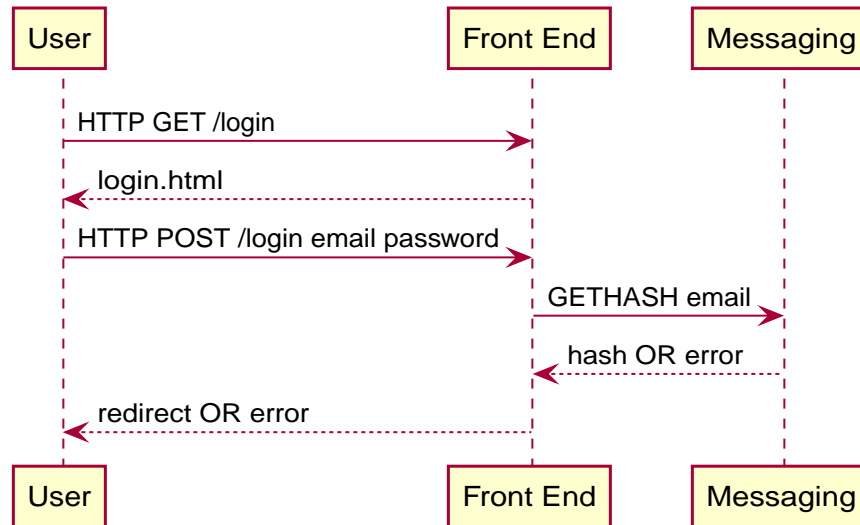 User
Front End
Messaging
HTTP GET /login
login.html
HTTP POST /login email password
GETHASH email
hash OR error
redirect OR error
User
Front End
Messaging